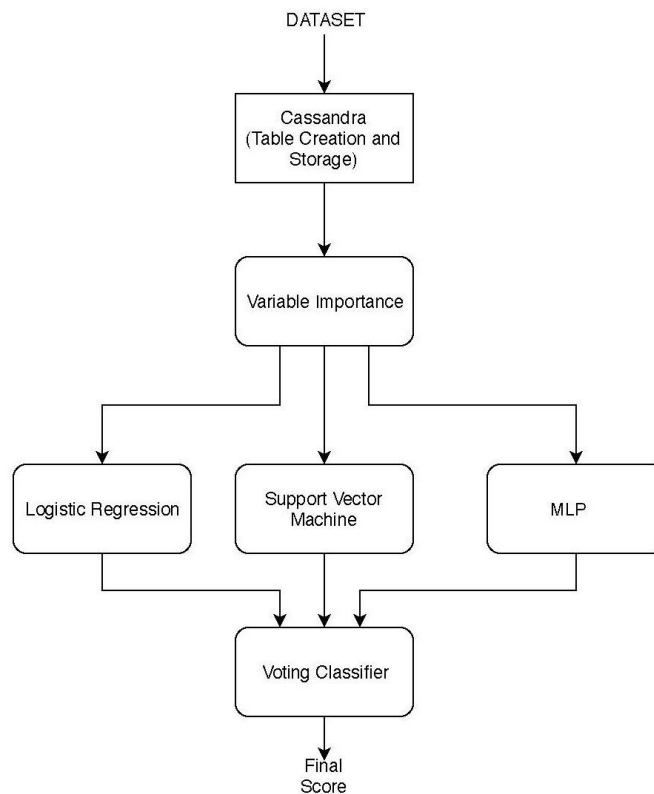 DATASET
Cassandra
(Table Creation and
Storage)
Variable Importance
Logistic Regression
Support Vector
Machine
MLP
Voting Classifier
Final
Score